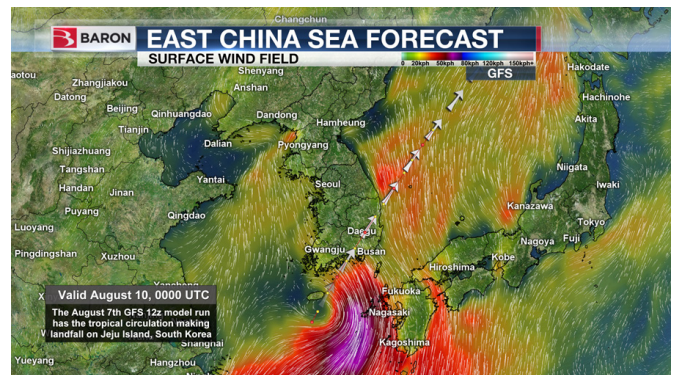 Changchun
BARON
EAST CHINA SEA FORECAST
SURFACE WIND FIELD
0 20kph 50kph 80kph 120kph 150kph+
GFS
Shenyang
Hakodate
aotou
Zhangjiakou
Anshan
Datong
Hachinohe
Beijing
Qinhuangdao
Dandong
Hamheung
Akita
Tianjin
Dalian
Pyongyang
Shijiazhuang
Niigata
Tangshan
Yantai
Seoul
Iwaki
Handan
Jinan
Kanazawa
Puyang
Qingdao
Tokyo
Luoyang
Daegu
Nagoya
Fuji
Pingdingshan
Xuzhou
Gwangju
Busan
Kobe
Hiroshima
Yancheng
Fukuoka
Valid August 10, 0000 UTC
The August 7th GFS 12z model run
has the tropical circulation making
landfall on Jeju Island, South Korea
Nagasaki
Shanghai
Kagoshima
Yueyang
Hangzhou